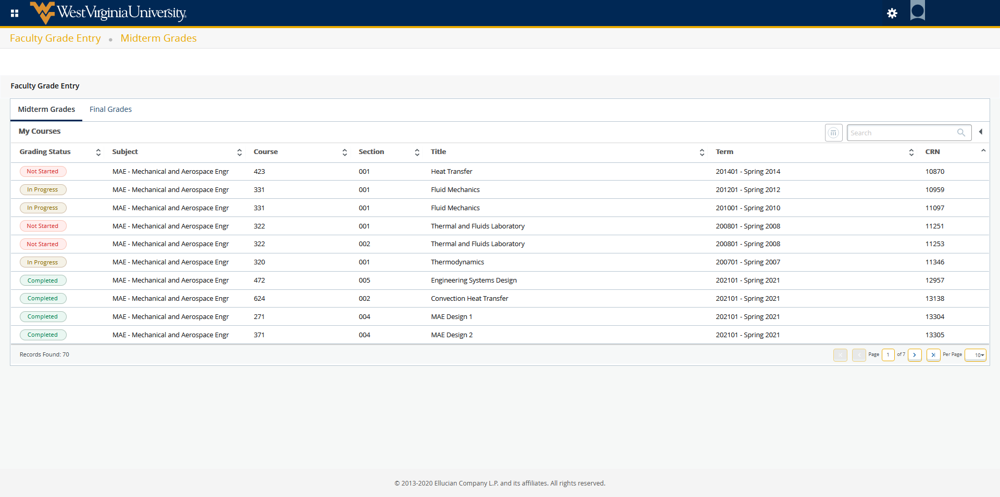 WestVirginiaUniversity
Faculty Grade Entry • Midterm Grades
Faculty Grade Entry
Midterm Grades Final Grades
My Courses Search
Grading Status Subject Course Section Title Term CRN
Not Started MAE - Mechanical and Aerospace Engr 423 001 Heat Transfer 201401 - Spring 2014 10870
In Progress MAE - Mechanical and Aerospace Engr 331 001 Fluid Mechanics 201201 - Spring 2012 10959
In Progress MAE - Mechanical and Aerospace Engr 331 001 Fluid Mechanics 201001 - Spring 2010 11097
Not Started MAE - Mechanical and Aerospace Engr 322 001 Thermal and Fluids Laboratory 200801 - Spring 2008 11251
Not Started MAE - Mechanical and Aerospace Engr 322 002 Thermal and Fluids Laboratory 200801 - Spring 2008 11253
In Progress MAE - Mechanical and Aerospace Engr 320 001 Thermodynamics 200701 - Spring 2007 11346
Completed MAE - Mechanical and Aerospace Engr 472 005 Engineering Systems Design 202101 - Spring 2021 12957
Completed MAE - Mechanical and Aerospace Engr 624 002 Convection Heat Transfer 202101 - Spring 2021 13138
Completed MAE - Mechanical and Aerospace Engr 271 004 MAE Design 1 202101 - Spring 2021 13304
Completed MAE - Mechanical and Aerospace Engr 371 004 MAE Design 2 202101 - Spring 2021 13305
Records Found: 70 Page 1 of 7 Per Page 10
© 2013-2020 Ellucian Company L.P. and its affiliates. All rights reserved.